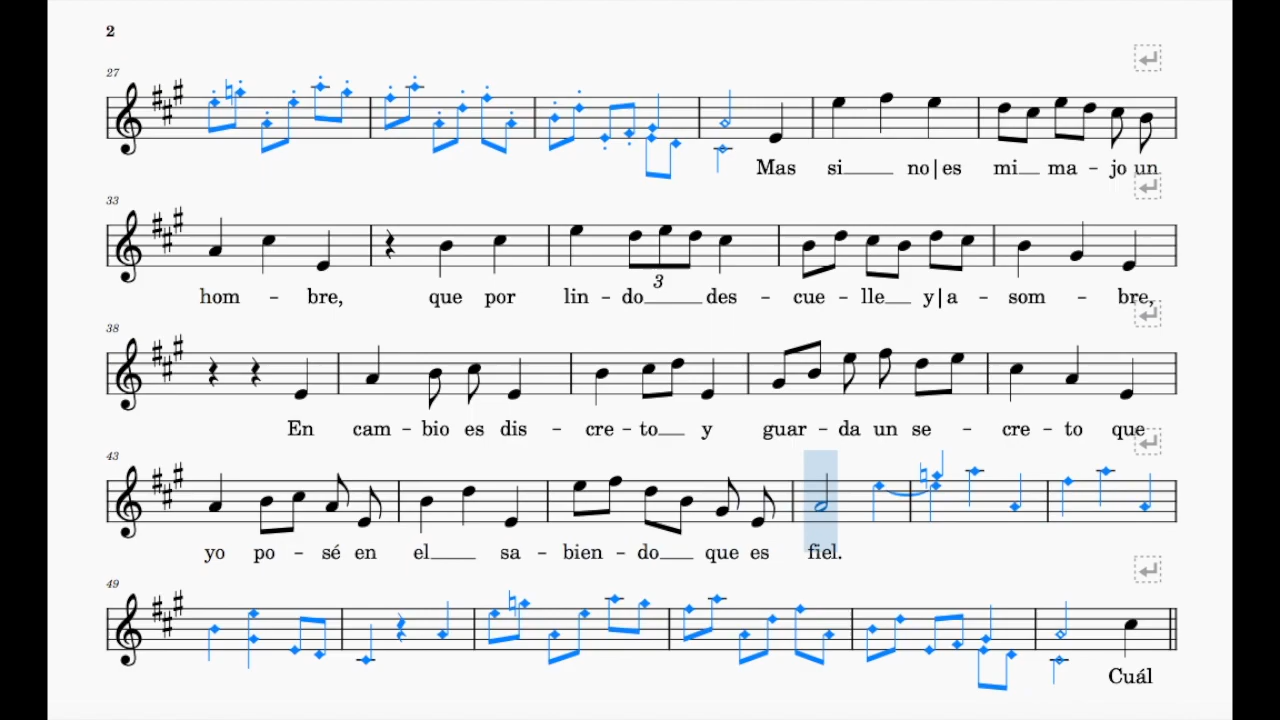 2
27
Mas si no|es mi ma - jo un
33
hom - bre, que por lin - do des - cue - lle y|a - som - bre,
3
38
En cam - bio es dis - cre - to y guar - da un se - cre - to que
43
yo po - sé en el sa - bien - do que es fiel.
49
Cuál